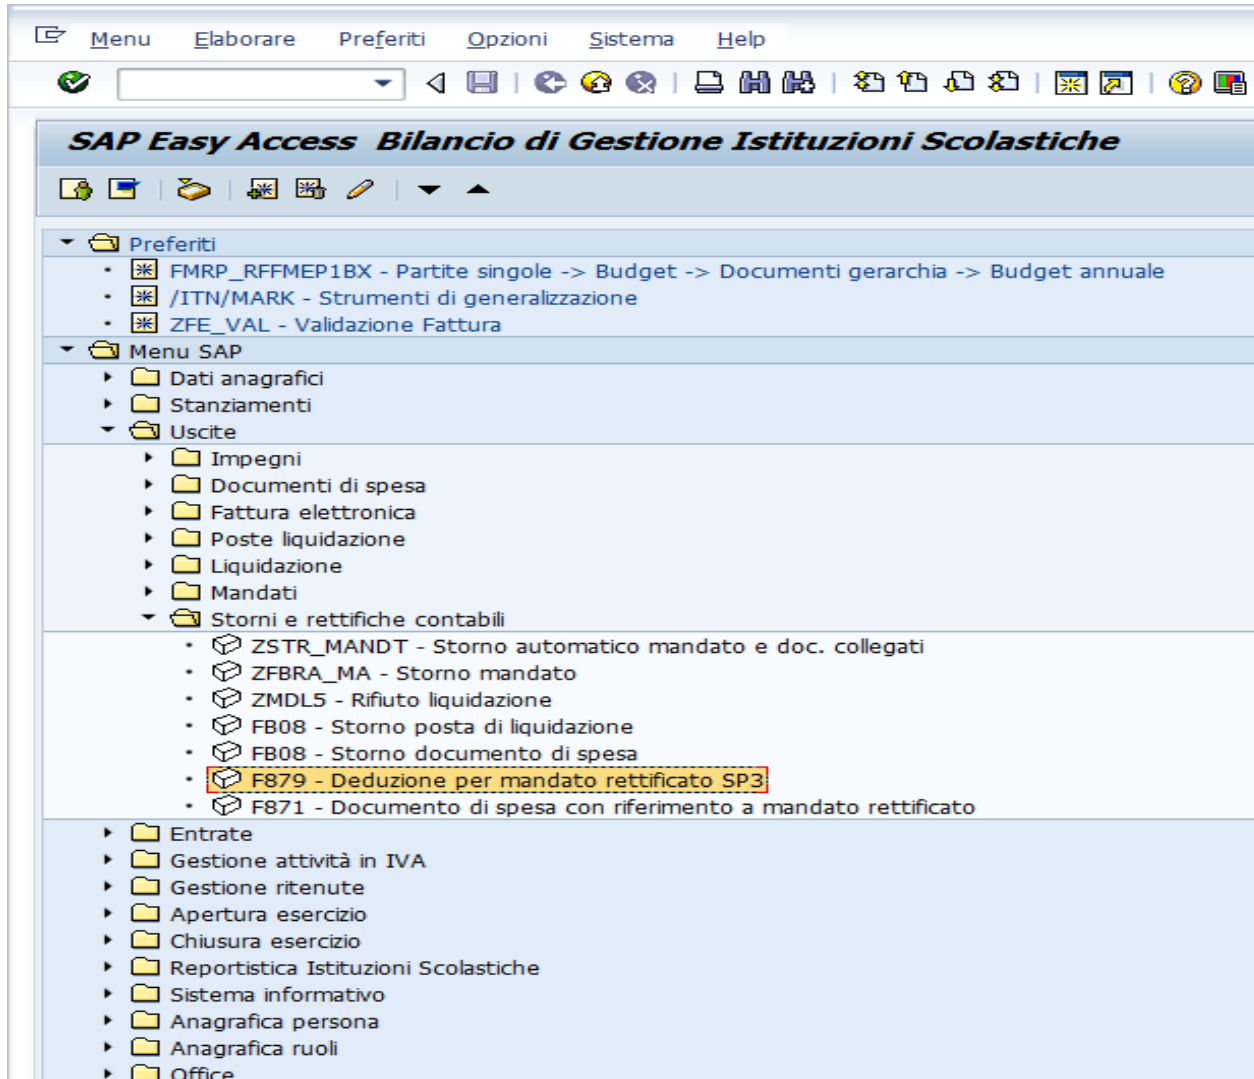 Menu Elaborare Preferiti Opzioni Sistema Help
SAP Easy Access Bilancio di Gestione Istituzioni Scolastiche
Preferiti
FMRP_RFFMEP1BX - Partite singole -> Budget -> Documenti gerarchia -> Budget annuale
/ITN/MARK - Strumenti di generalizzazione
ZFE_VAL - Validazione Fattura
Menu SAP
Dati anagrafici
Stanziamenti
Uscite
Impegni
Documenti di spesa
Fattura elettronica
Poste liquidazione
Liquidazione
Mandati
Storni e rettifiche contabili
ZSTR_MANDT - Storno automatico mandato e doc. collegati
ZFBRA_MA - Storno mandato
ZMDL5 - Rifiuto liquidazione
FB08 - Storno posta di liquidazione
FB08 - Storno documento di spesa
F879 - Deduzione per mandato rettificato SP3
F871 - Documento di spesa con riferimento a mandato rettificato
Entrate
Gestione attività in IVA
Gestione ritenute
Apertura esercizio
Chiusura esercizio
Reportistica Istituzioni Scolastiche
Sistema informativo
Anagrafica persona
Anagrafica ruoli
Office